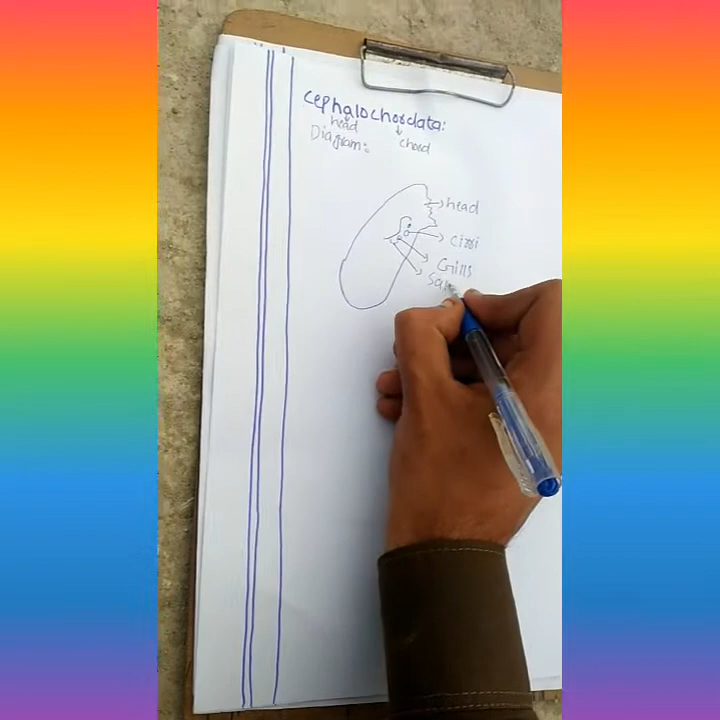 Cephalochordata:
head
chord
Diagram:
head
cirri
Gills